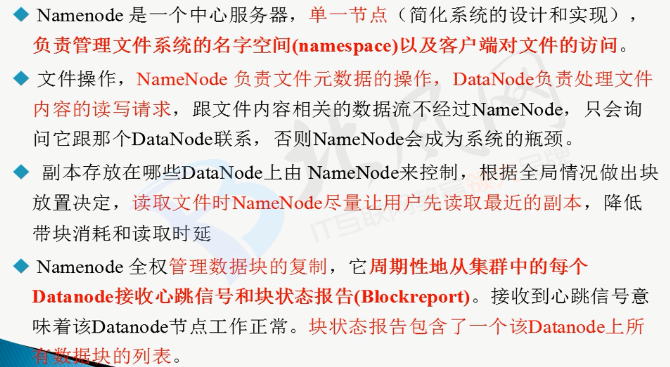 Namenode 是一个中心服务器，单一节点（简化系统的设计和实现），
负责管理文件系统的名字空间(namespace)以及客户端对文件的访问。
文件操作，NameNode 负责文件元数据的操作，DataNode负责处理文件
内容的读写请求，跟文件内容相关的数据流不经过NameNode，只会询
问它跟那个DataNode联系，否则NameNode会成为系统的瓶颈。
副本存放在哪些DataNode上由 NameNode来控制，根据全局情况做出块
放置决定，读取文件时NameNode尽量让用户先读取最近的副本，降低
带块消耗和读取时延
Namenode 全权管理数据块的复制，它周期性地从集群中的每个
Datanode接收心跳信号和块状态报告(Blockreport)。接收到心跳信号意
味着该Datanode节点工作正常。块状态报告包含了一个该Datanode上所
有数据块的列表。